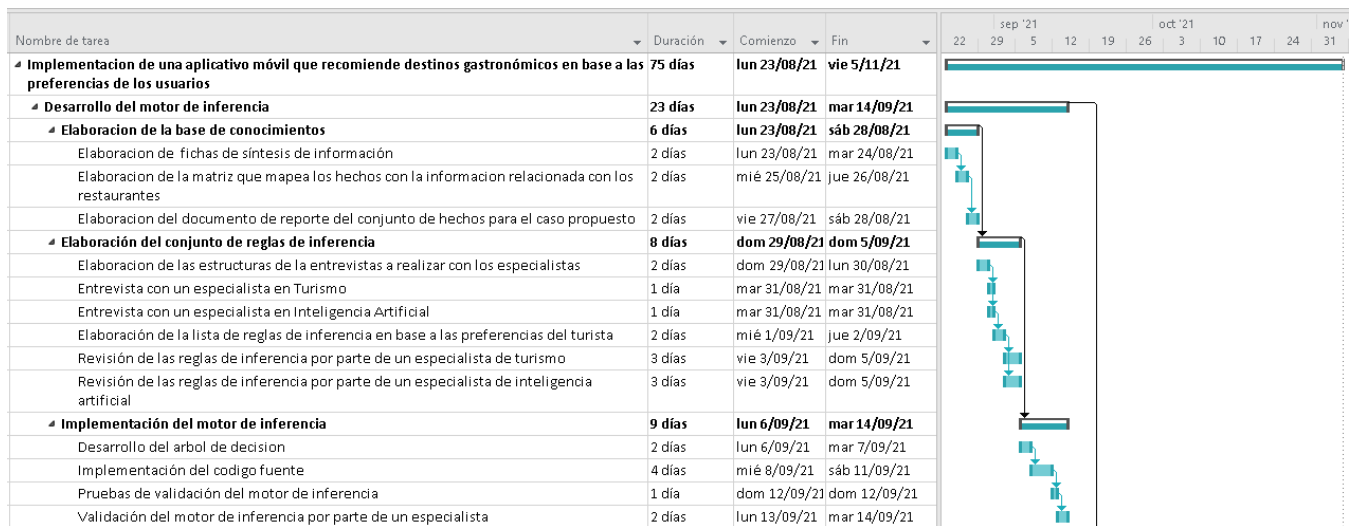 sep '21 oct '21 nov '
Nombre de tarea Duración Comienzo Fin 22 29 5 12 19 26 3 10 17 24 31
Implementacion de una aplicativo móvil que recomiende destinos gastronómicos en base a las 75 días lun 23/08/21 vie 5/11/21
preferencias de los usuarios
Desarrollo del motor de inferencia 23 días lun 23/08/21 mar 14/09/21
Elaboracion de la base de conocimientos 6 días lun 23/08/21 sáb 28/08/21
Elaboracion de fichas de síntesis de información 2 días lun 23/08/21 mar 24/08/21
Elaboracion de la matriz que mapea los hechos con la informacion relacionada con los 2 días mié 25/08/21 jue 26/08/21
restaurantes
Elaboracion del documento de reporte del conjunto de hechos para el caso propuesto 2 días vie 27/08/21 sáb 28/08/21
Elaboración del conjunto de reglas de inferencia 8 días dom 29/08/21 dom 5/09/21
Elaboracion de las estructuras de la entrevistas a realizar con los especialistas 2 días dom 29/08/21 lun 30/08/21
Entrevista con un especialista en Turismo 1 día mar 31/08/21 mar 31/08/21
Entrevista con un especialista en Inteligencia Artificial 1 día mar 31/08/21 mar 31/08/21
Elaboración de la lista de reglas de inferencia en base a las preferencias del turista 2 días mié 1/09/21 jue 2/09/21
Revisión de las reglas de inferencia por parte de un especialista de turismo 3 días vie 3/09/21 dom 5/09/21
Revisión de las reglas de inferencia por parte de un especialista de inteligencia 3 días vie 3/09/21 dom 5/09/21
artificial
Implementación del motor de inferencia 9 días lun 6/09/21 mar 14/09/21
Desarrollo del arbol de decision 2 días lun 6/09/21 mar 7/09/21
Implementación del codigo fuente 4 días mié 8/09/21 sáb 11/09/21
Pruebas de validación del motor de inferencia 1 día dom 12/09/21 dom 12/09/21
Validación del motor de inferencia por parte de un especialista 2 días lun 13/09/21 mar 14/09/21